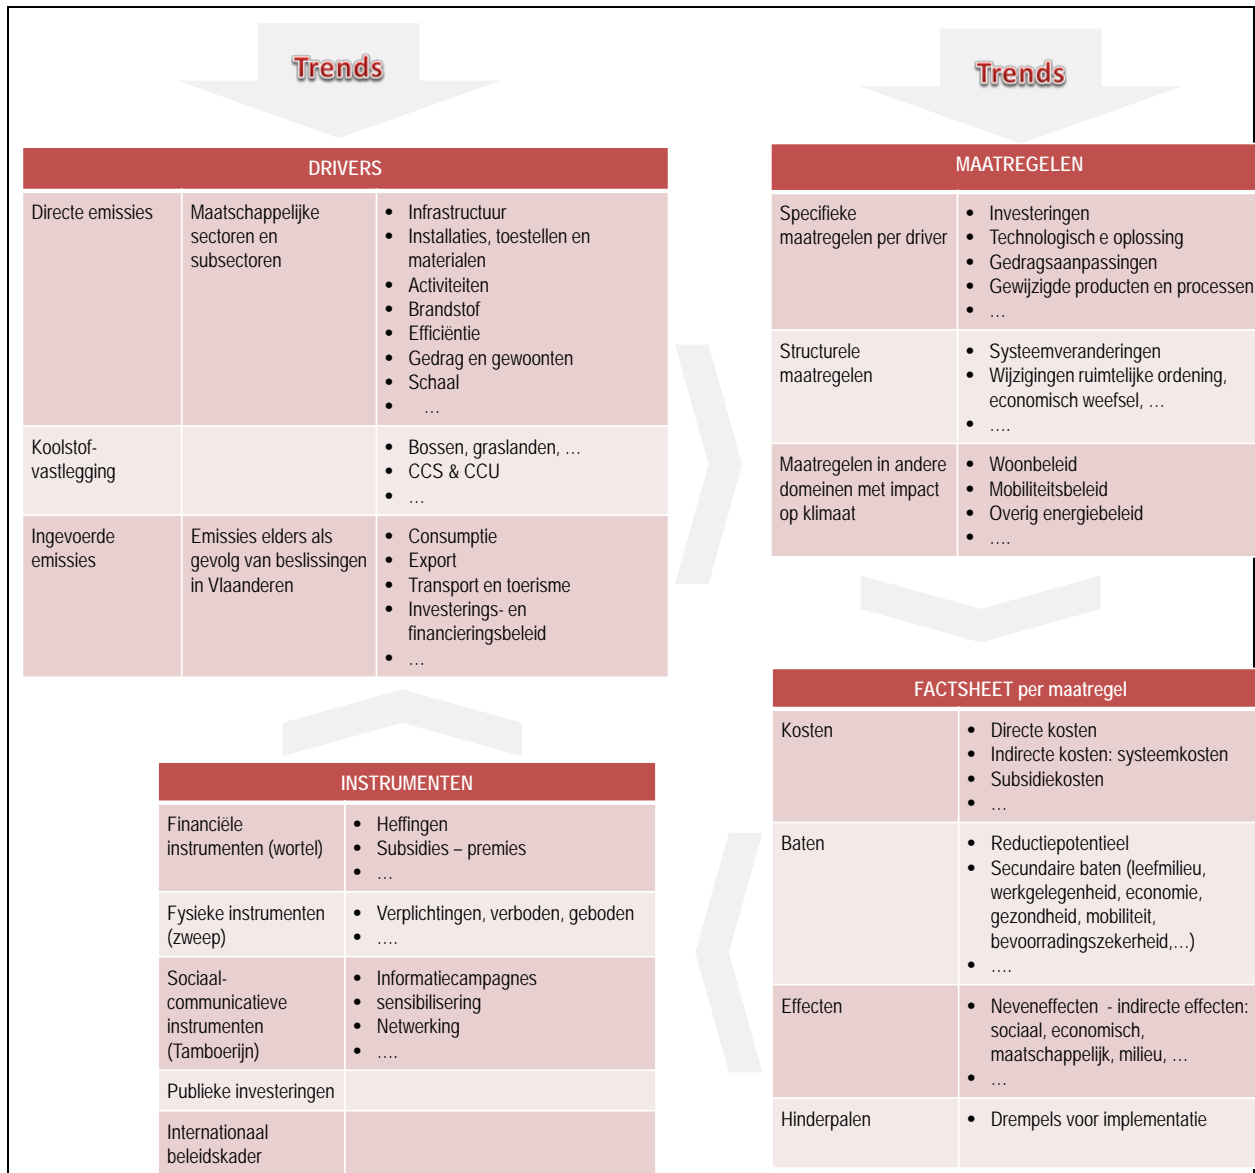 Trends
Trends
DRIVERS
Directe emissies
Maatschappelijke
sectoren en
subsectoren
• Infrastructuur
• Installaties, toestellen en
materialen
• Activiteiten
• Brandstof
• Efficiëntie
• Gedrag en gewoonten
• Schaal
• …
Koolstof-
vastlegging
• Bossen, graslanden, …
• CCS & CCU
• …
Ingevoerde
emissies
Emissies elders als
gevolg van beslissingen
in Vlaanderen
• Consumptie
• Export
• Transport en toerisme
• Investerings- en
financieringsbeleid
• …
MAATREGELEN
Specifieke
maatregelen per driver
• Investeringen
• Technologisch e oplossing
• Gedragsaanpassingen
• Gewijzigde producten en processen
• …
Structurele
maatregelen
• Systeemveranderingen
• Wijzigingen ruimtelijke ordening,
economisch weefsel, …
• ….
Maatregelen in andere
domeinen met impact
op klimaat
• Woonbeleid
• Mobiliteitsbeleid
• Overig energiebeleid
• ….
FACTSHEET per maatregel
Kosten
• Directe kosten
• Indirecte kosten: systeemkosten
• Subsidiekosten
• …
Baten
• Reductiepotentieel
• Secundaire baten (leefmilieu,
werkgelegenheid, economie,
gezondheid, mobiliteit,
bevoorradingszekerheid,…)
• ….
Effecten
• Neveneffecten - indirecte effecten:
sociaal, economisch,
maatschappelijk, milieu, …
• …
Hinderpalen
• Drempels voor implementatie
INSTRUMENTEN
Financiële
instrumenten (wortel)
• Heffingen
• Subsidies – premies
• …
Fysieke instrumenten
(zweep)
• Verplichtingen, verboden, geboden
• ….
Sociaal-
communicatieve
instrumenten
(Tamboerijn)
• Informatiecampagnes
• sensibilisering
• Netwerking
• ….
Publieke investeringen
Internationaal
beleidskader